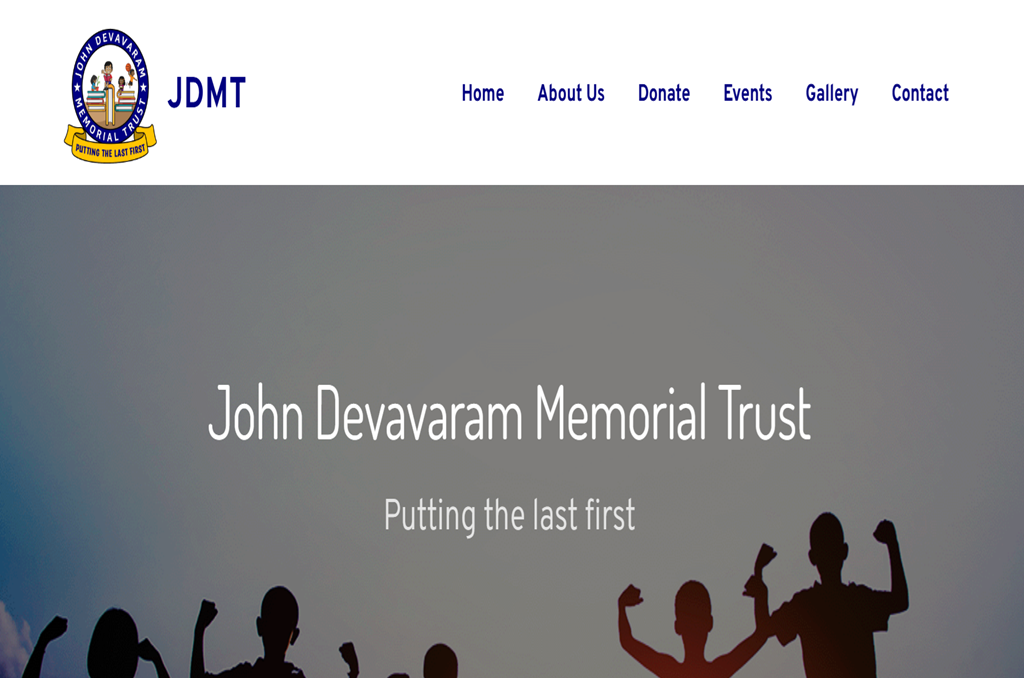 JOHN DEVAVARAM
MEMORIAL TRUST
PUTTING THE LAST FIRST
JDMT
Home About Us Donate Events Gallery Contact
John Devavaram Memorial Trust
Putting the last first